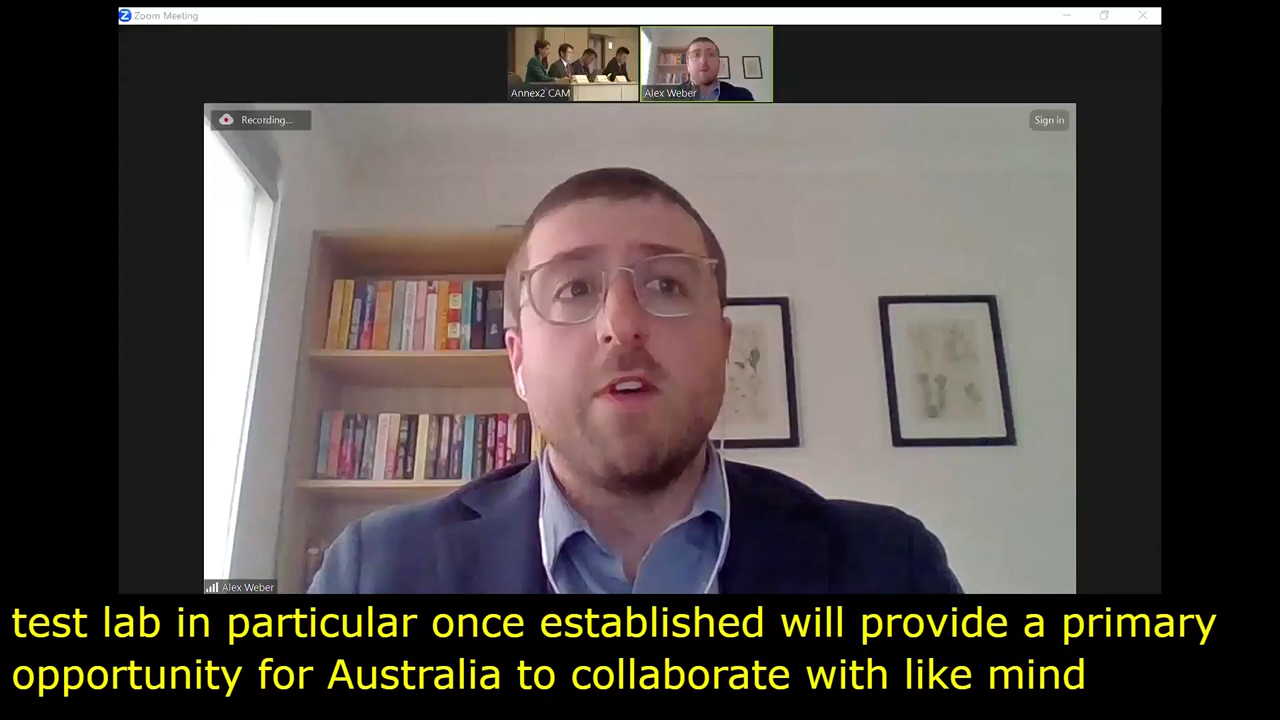 Zoom Meeting
Annex2 CAM
Alex Weber
Recording...
Sign in
Alex Weber
test lab in particular once established will provide a primary
opportunity for Australia to collaborate with like mind